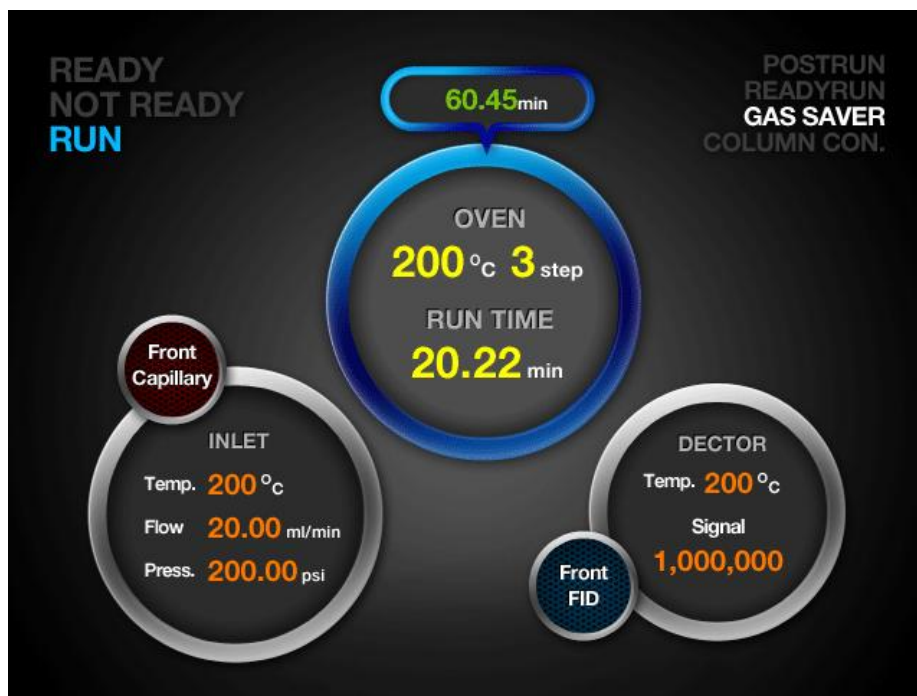 READY
NOT READY
RUN
POSTRUN
READYRUN
GAS SAVER
COLUMN CON.
60.45min
OVEN
200 °C 3 step
RUN TIME
20.22 min
Front
Capillary
INLET
Temp. 200 °C
Flow 20.00 ml/min
Press. 200.00 psi
DECTOR
Temp. 200 °C
Signal
1,000,000
Front
FID